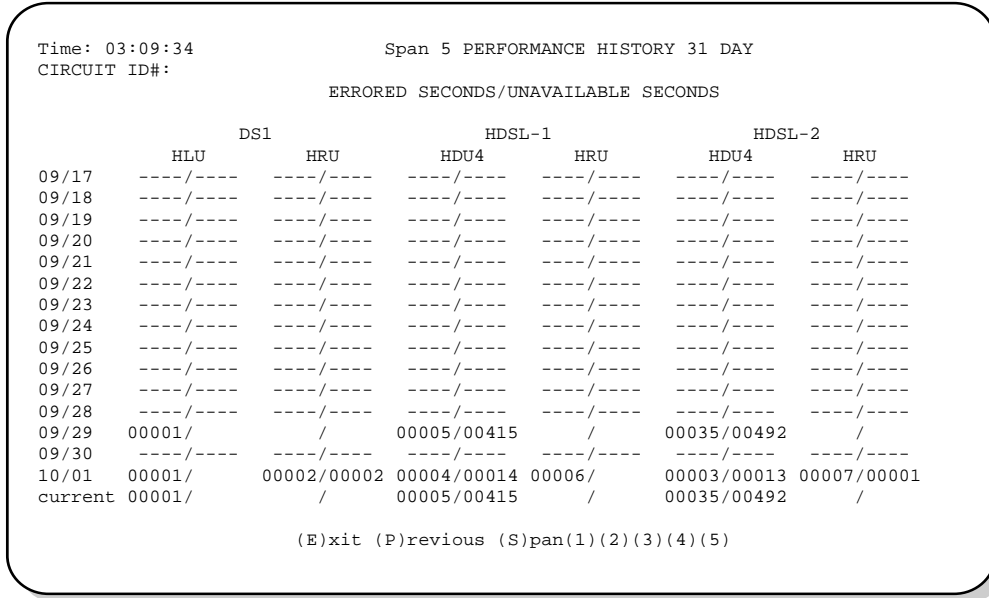 Time: 03:09:34 Span 5 PERFORMANCE HISTORY 31 DAY
CIRCUIT ID#:
ERRORED SECONDS/UNAVAILABLE SECONDS
DS1 HDSL-1 HDSL-2
HLU HRU HDU4 HRU HDU4 HRU
09/17 ----/---- ----/---- ----/---- ----/---- ----/---- ----/----
09/18 ----/---- ----/---- ----/---- ----/---- ----/---- ----/----
09/19 ----/---- ----/---- ----/---- ----/---- ----/---- ----/----
09/20 ----/---- ----/---- ----/---- ----/---- ----/---- ----/----
09/21 ----/---- ----/---- ----/---- ----/---- ----/---- ----/----
09/22 ----/---- ----/---- ----/---- ----/---- ----/---- ----/----
09/23 ----/---- ----/---- ----/---- ----/---- ----/---- ----/----
09/24 ----/---- ----/---- ----/---- ----/---- ----/---- ----/----
09/25 ----/---- ----/---- ----/---- ----/---- ----/---- ----/----
09/26 ----/---- ----/---- ----/---- ----/---- ----/---- ----/----
09/27 ----/---- ----/---- ----/---- ----/---- ----/---- ----/----
09/28 ----/---- ----/---- ----/---- ----/---- ----/---- ----/----
09/29 00001/ / 00005/00415 / 00035/00492 /
09/30 ----/---- ----/---- ----/---- ----/---- ----/---- ----/----
10/01 00001/ 00002/00002 00004/00014 00006/ 00003/00013 00007/00001
current 00001/ / 00005/00415 / 00035/00492 /
(E)xit (P)revious (S)pan(1)(2)(3)(4)(5)